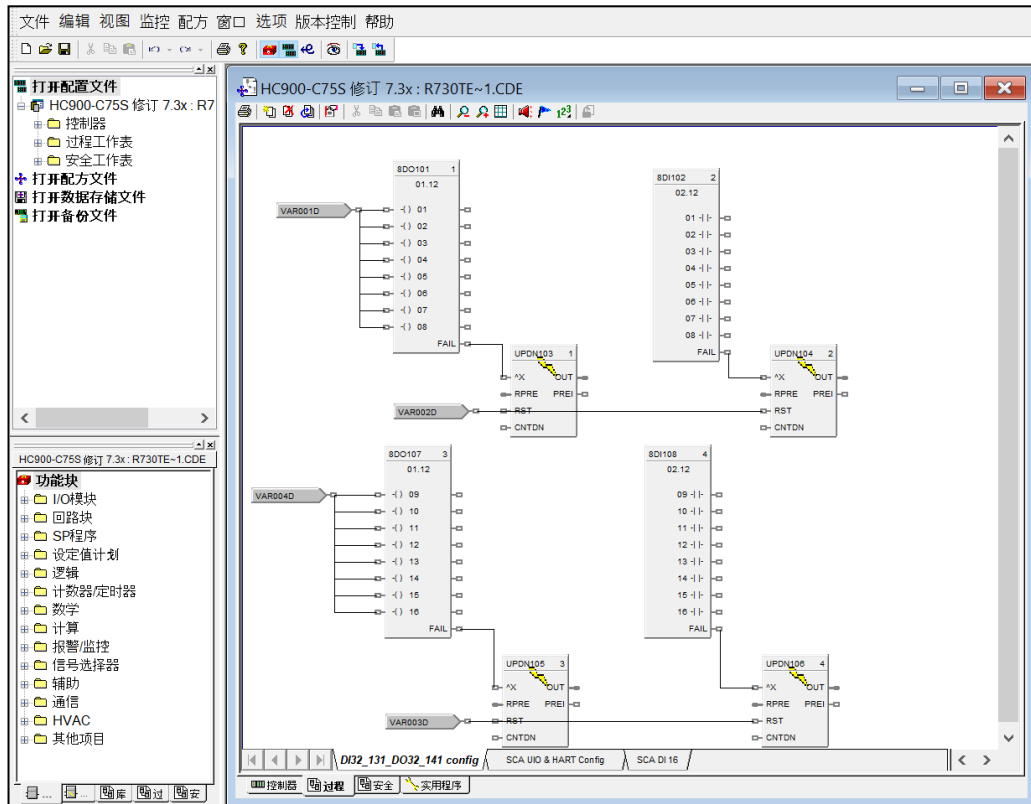 文件 编辑 视图 监控 配方 窗口 选项 版本控制 帮助
打开配置文件
HC900-C75S 修订 7.3x : R7
控制器
过程工作表
安全工作表
打开配方文件
打开数据存储文件
打开备份文件
HC900-C75S 修订 7.3x : R730TE~1.CDE
功能块
I/O模块
回路块
SP程序
设定值计划
逻辑
计数器/定时器
数学
计算
报警/监控
信号选择器
辅助
通信
HVAC
其他项目
... ... 库 过 安
HC900-C75S 修订 7.3x : R730TE~1.CDE
8DO101 1
01.12
VAR001D
-( ) 01
-( ) 02
-( ) 03
-( ) 04
-( ) 05
-( ) 06
-( ) 07
-( ) 08
FAIL
8DI102 2
02.12
01 -| |-
02 -| |-
03 -| |-
04 -| |-
05 -| |-
06 -| |-
07 -| |-
08 -| |-
FAIL
UPDN103 1
^X OUT
RPRE PREI
RST
CNTDN
VAR002D
UPDN104 2
^X OUT
RPRE PREI
RST
CNTDN
8DO107 3
01.12
VAR004D
-( ) 09
-( ) 10
-( ) 11
-( ) 12
-( ) 13
-( ) 14
-( ) 15
-( ) 16
FAIL
8DI108 4
02.12
09 -| |-
10 -| |-
11 -| |-
12 -| |-
13 -| |-
14 -| |-
15 -| |-
16 -| |-
FAIL
UPDN105 3
^X OUT
RPRE PREI
RST
CNTDN
VAR003D
UPDN106 4
^X OUT
RPRE PREI
RST
CNTDN
DI32_131_DO32_141 config SCA UIO & HART Config SCA DI 16
控制器 过程 安全 实用程序